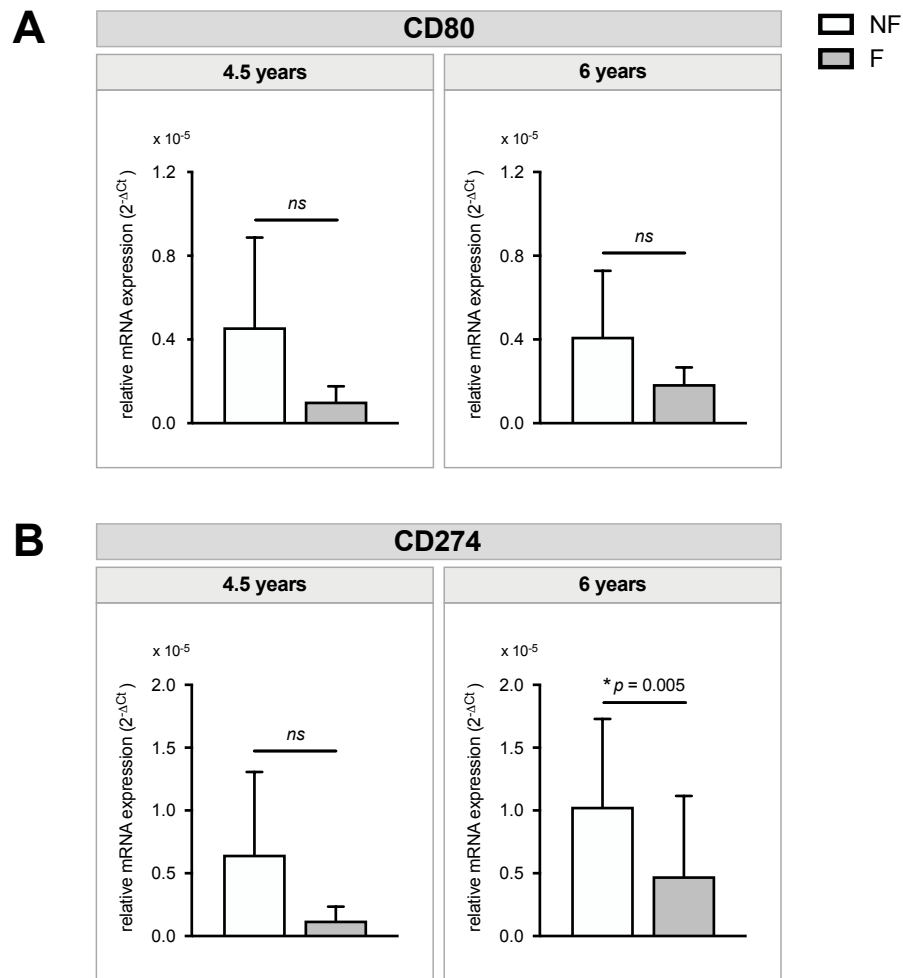 A
CD80
NF
F
4.5 years
6 years
x 10-5
x 10-5
relative mRNA expression (2-ΔCt)
1.2
0.8
0.4
0.0
ns
relative mRNA expression (2-ΔCt)
1.2
0.8
0.4
0.0
ns
B
CD274
4.5 years
6 years
x 10-5
x 10-5
relative mRNA expression (2-ΔCt)
2.0
1.5
1.0
0.5
0.0
ns
relative mRNA expression (2-ΔCt)
2.0
1.5
1.0
0.5
0.0
* p = 0.005